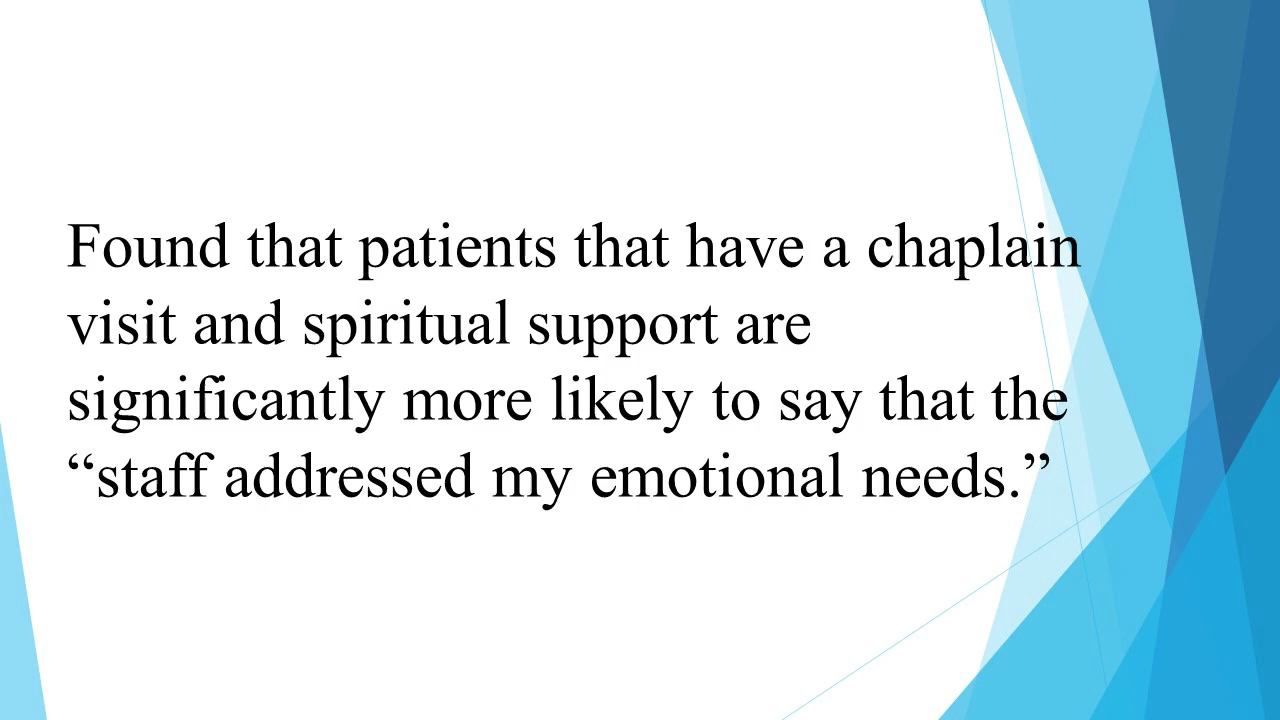 Found that patients that have a chaplain
visit and spiritual support are
significantly more likely to say that the
“staff addressed my emotional needs.”